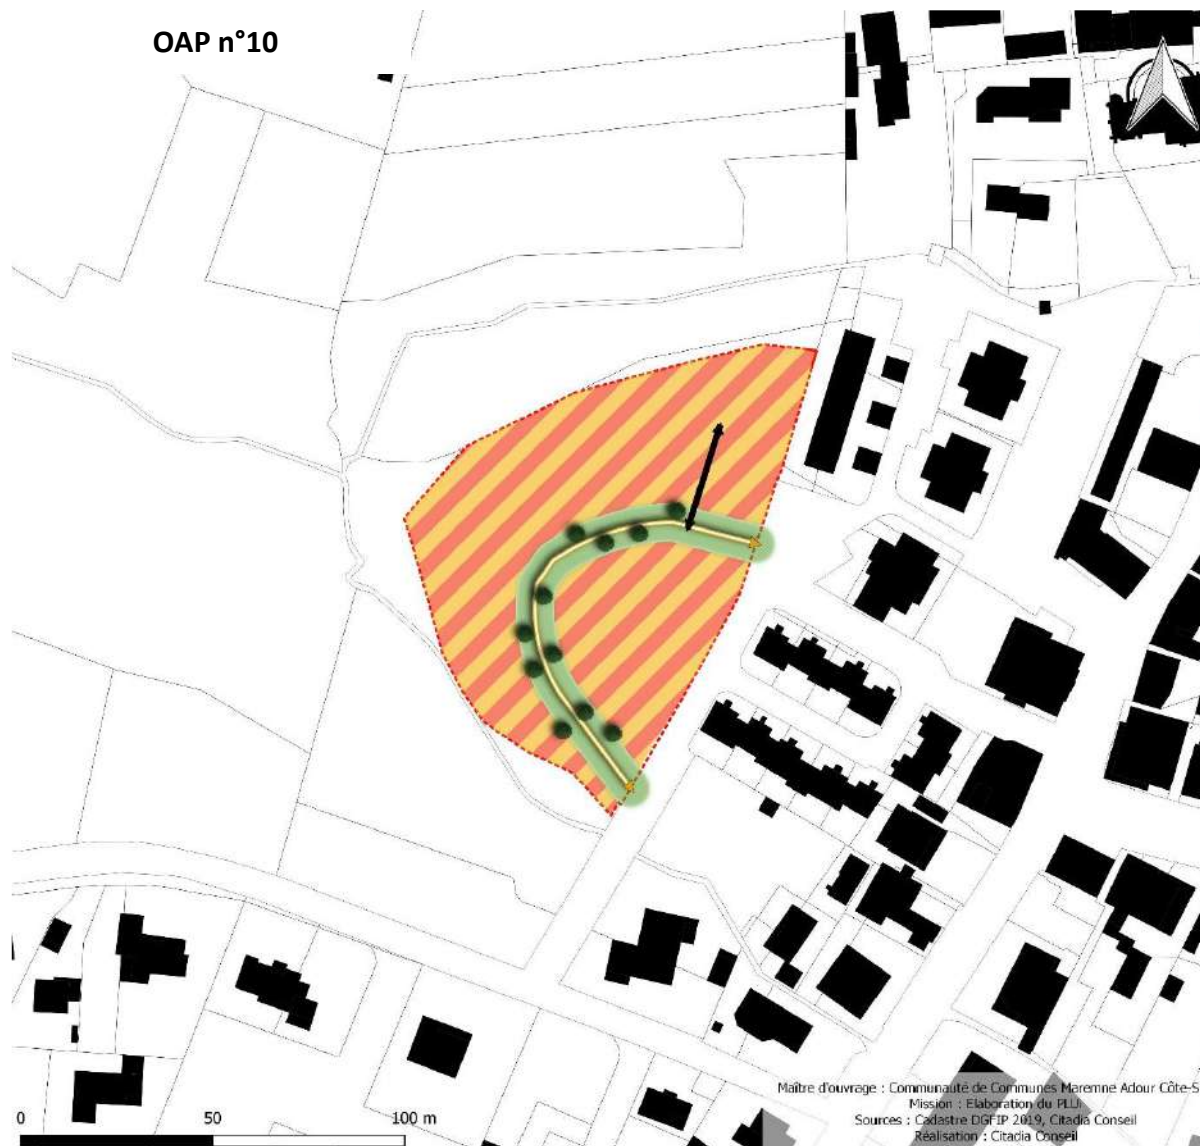 OAP n°10
Maître d'ouvrage : Communauté de Communes Maremne Adour Côte-S
Mission : Elaboration du PLUi
Sources : Cadastre DGFIP 2019, Citadia Conseil
Réalisation : Citadia Conseil
0 50 100 m